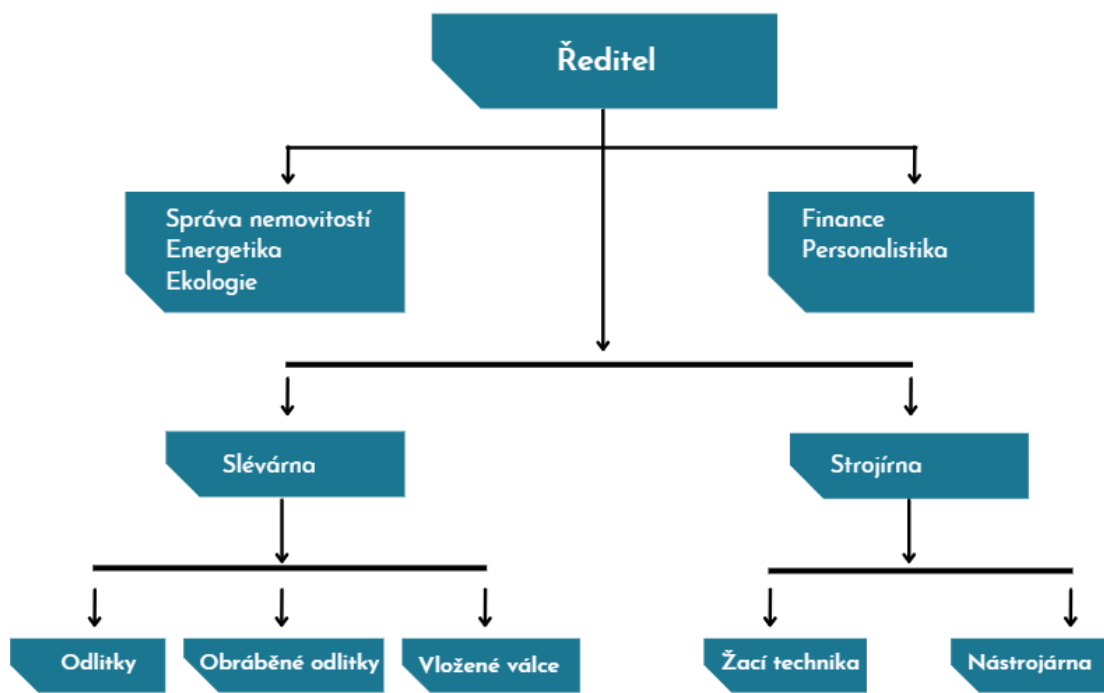 Ředitel
Správa nemovitostí
Energetika
Ekologie
Finance
Personalistika
Slévárna
Strojírna
Odlitky
Obráběné odlitky
Vložené válce
Žací technika
Nástrojárna